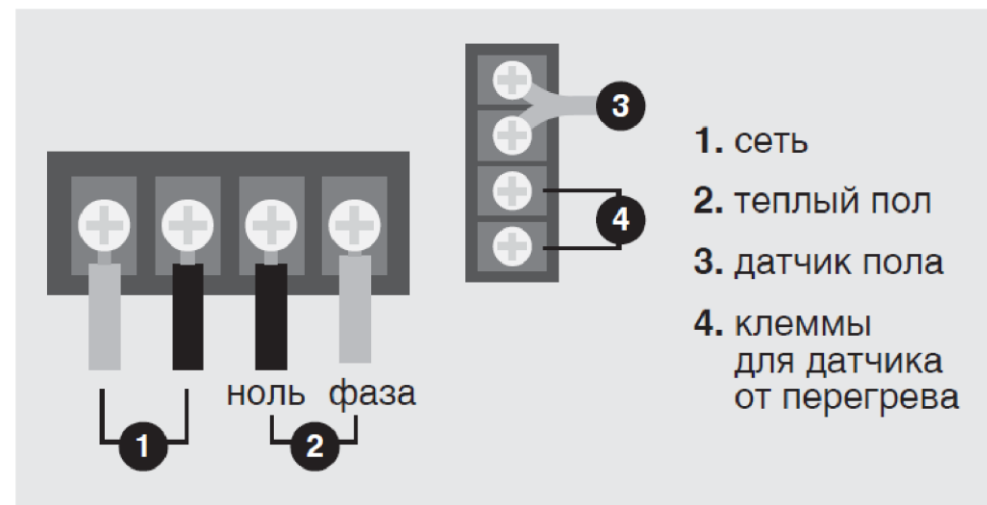 ноль фаза
1
2
3
4
1. сеть
2. теплый пол
3. датчик пола
4. клеммы
для датчика
от перегрева